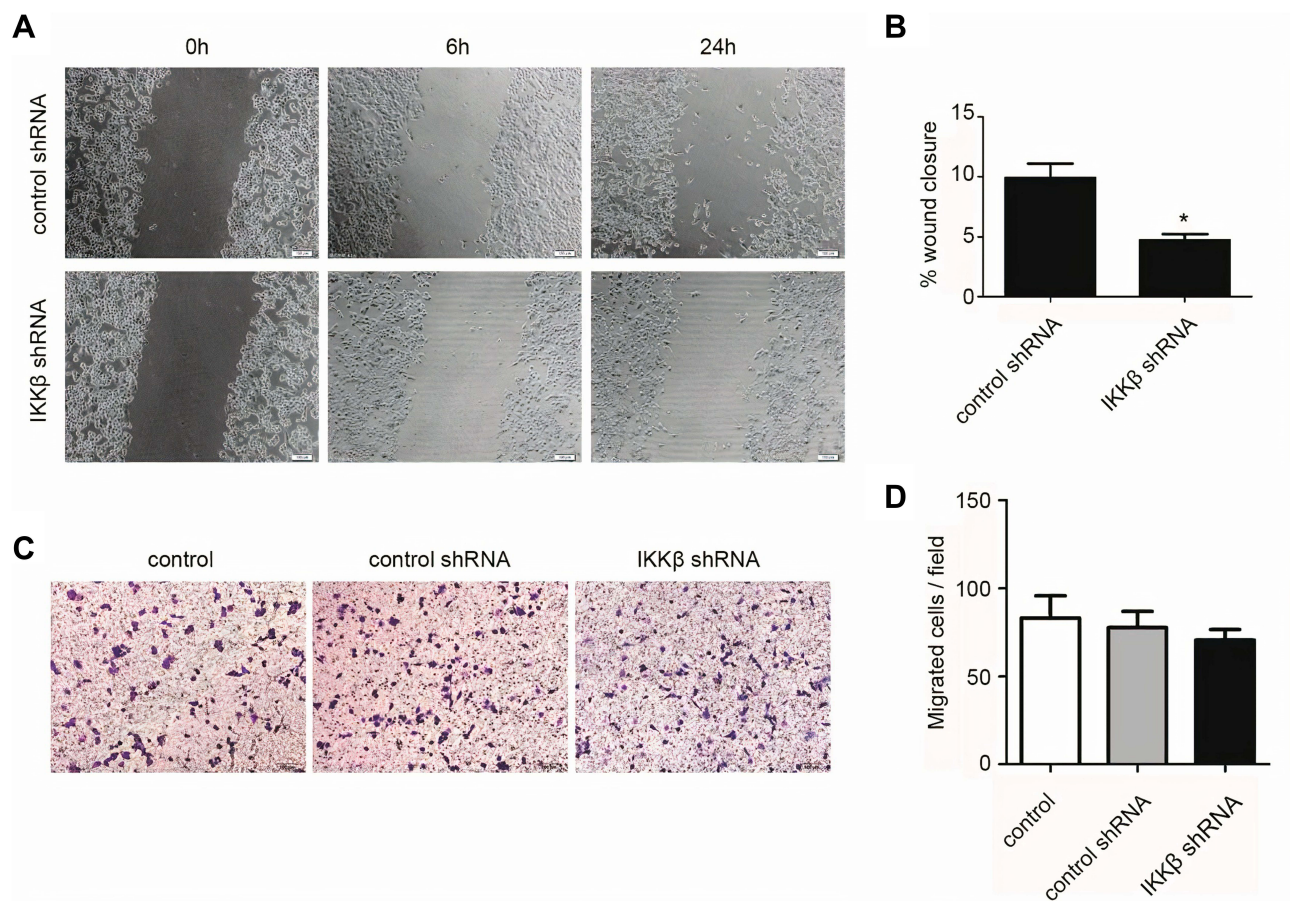 A
0h
6h
24h
control shRNA
IKKβ shRNA
B
% wound closure
15
10
5
0
*
control shRNA
IKKβ shRNA
C
control
control shRNA
IKKβ shRNA
D
Migrated cells / field
150
100
50
0
control
control shRNA
IKKβ shRNA